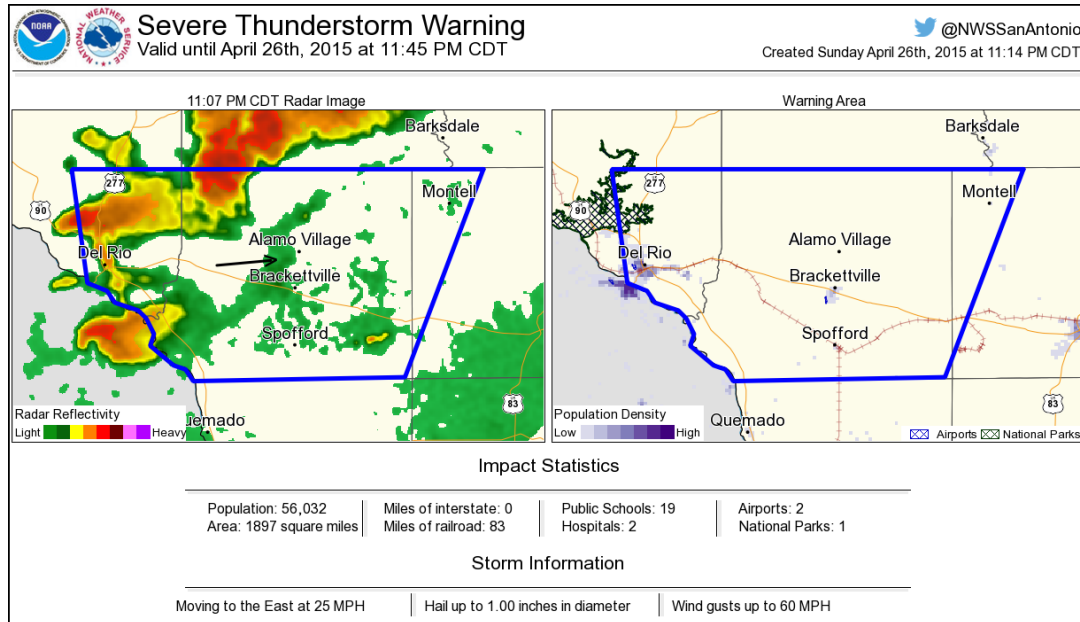 Severe Thunderstorm Warning
Valid until April 26th, 2015 at 11:45 PM CDT
@NWSSanAntonio
Created Sunday April 26th, 2015 at 11:14 PM CDT
NOAA
NATIONAL WEATHER SERVICE
11:07 PM CDT Radar Image
Barksdale
277
Montell
90
Alamo Village
Del Rio
Brackettville
Spofford
83
uemado
Radar Reflectivity
Light Heavy
Warning Area
Barksdale
277
Montell
90
Alamo Village
Del Rio
Brackettville
Spofford
83
Quemado
Population Density
Low High
Airports National Parks
Impact Statistics
Population: 56,032
Area: 1897 square miles
Miles of interstate: 0
Miles of railroad: 83
Public Schools: 19
Hospitals: 2
Airports: 2
National Parks: 1
Storm Information
Moving to the East at 25 MPH
Hail up to 1.00 inches in diameter
Wind gusts up to 60 MPH